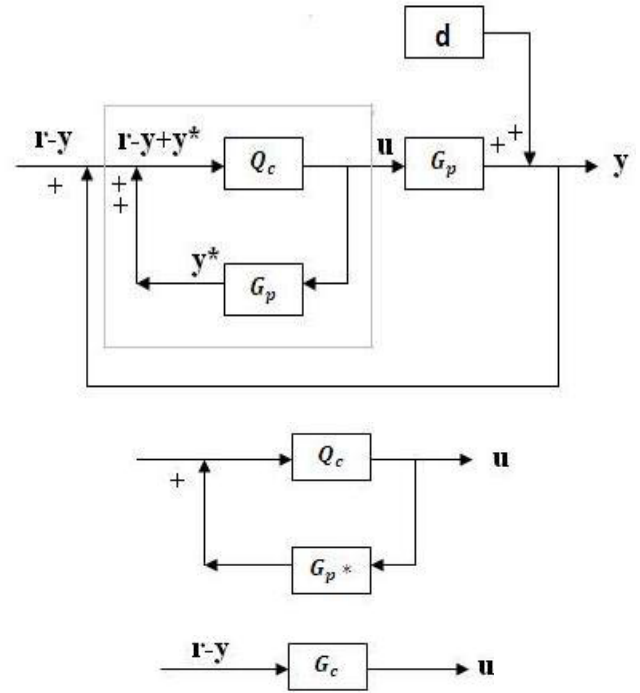 d
r-y
r-y+y*
u
+ +
+
+
+
Q_c
G_p
y
y*
G_p
Q_c
u
+
G_p *
r-y
G_c
u